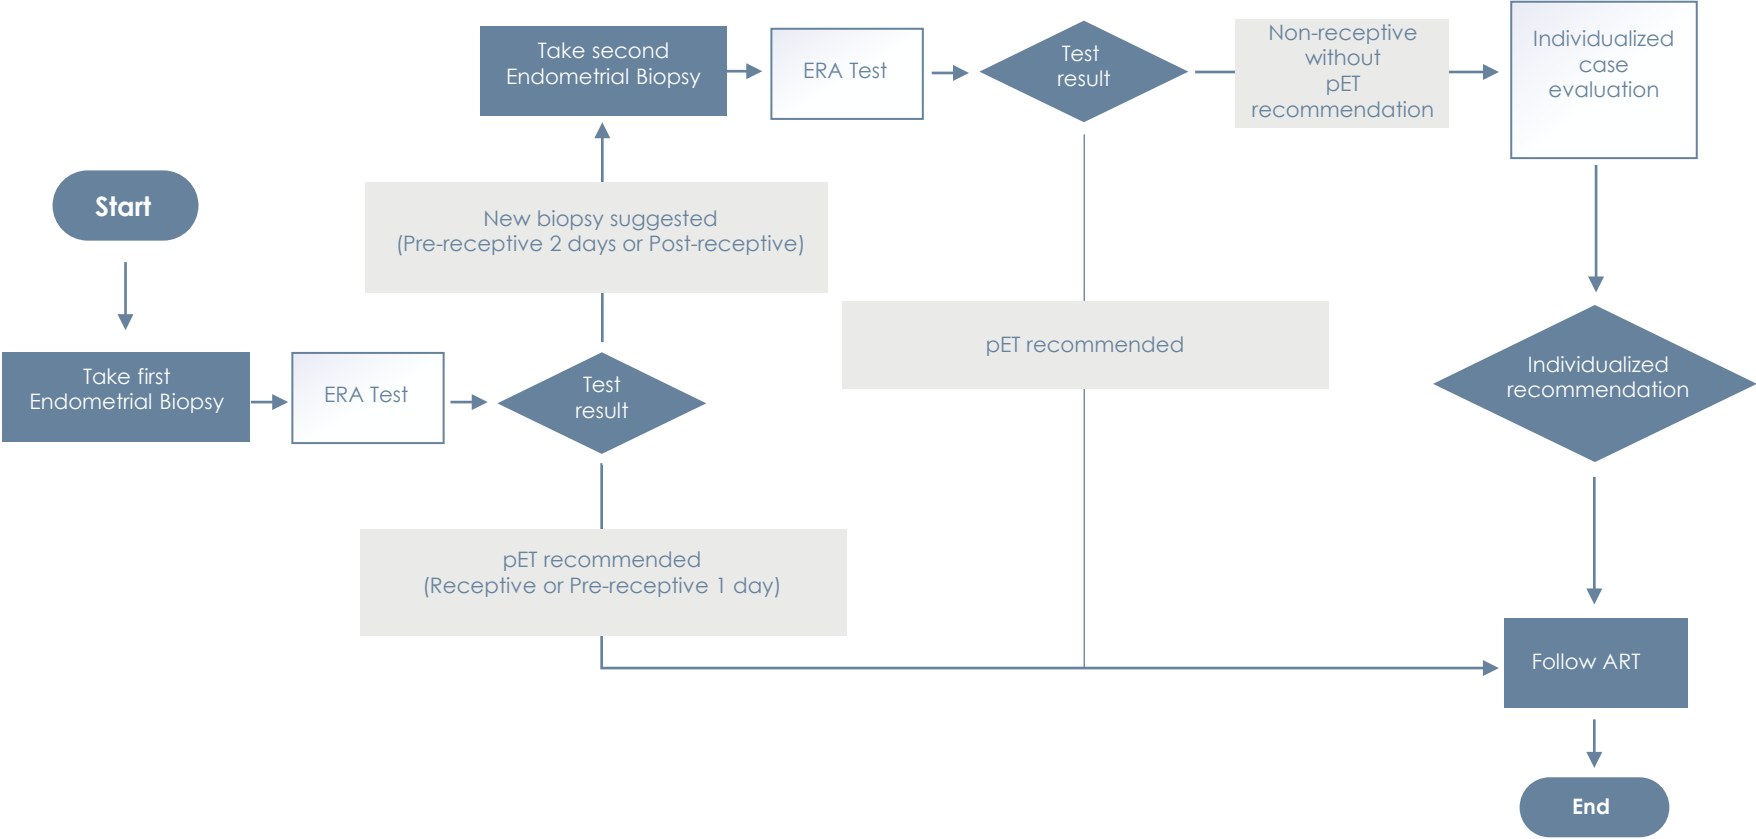 Start
Take first
Endometrial Biopsy
ERA Test
Test
result
New biopsy suggested
(Pre-receptive 2 days or Post-receptive)
Take second
Endometrial Biopsy
ERA Test
Test
result
Non-receptive
without
pET
recommendation
Individualized
case
evaluation
pET recommended
Individualized
recommendation
pET recommended
(Receptive or Pre-receptive 1 day)
Follow ART
End